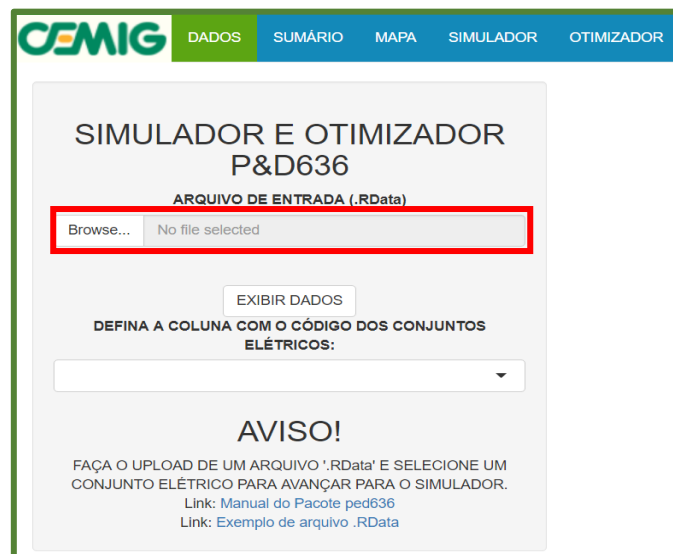 CEMIG DADOS SUMÁRIO MAPA SIMULADOR OTIMIZADOR
SIMULADOR E OTIMIZADOR
P&D636
ARQUIVO DE ENTRADA (.RData)
Browse... No file selected
EXIBIR DADOS
DEFINA A COLUNA COM O CÓDIGO DOS CONJUNTOS
ELÉTRICOS:
AVISO!
FAÇA O UPLOAD DE UM ARQUIVO '.RData' E SELECIONE UM
CONJUNTO ELÉTRICO PARA AVANÇAR PARA O SIMULADOR.
Link: Manual do Pacote ped636
Link: Exemplo de arquivo .RData